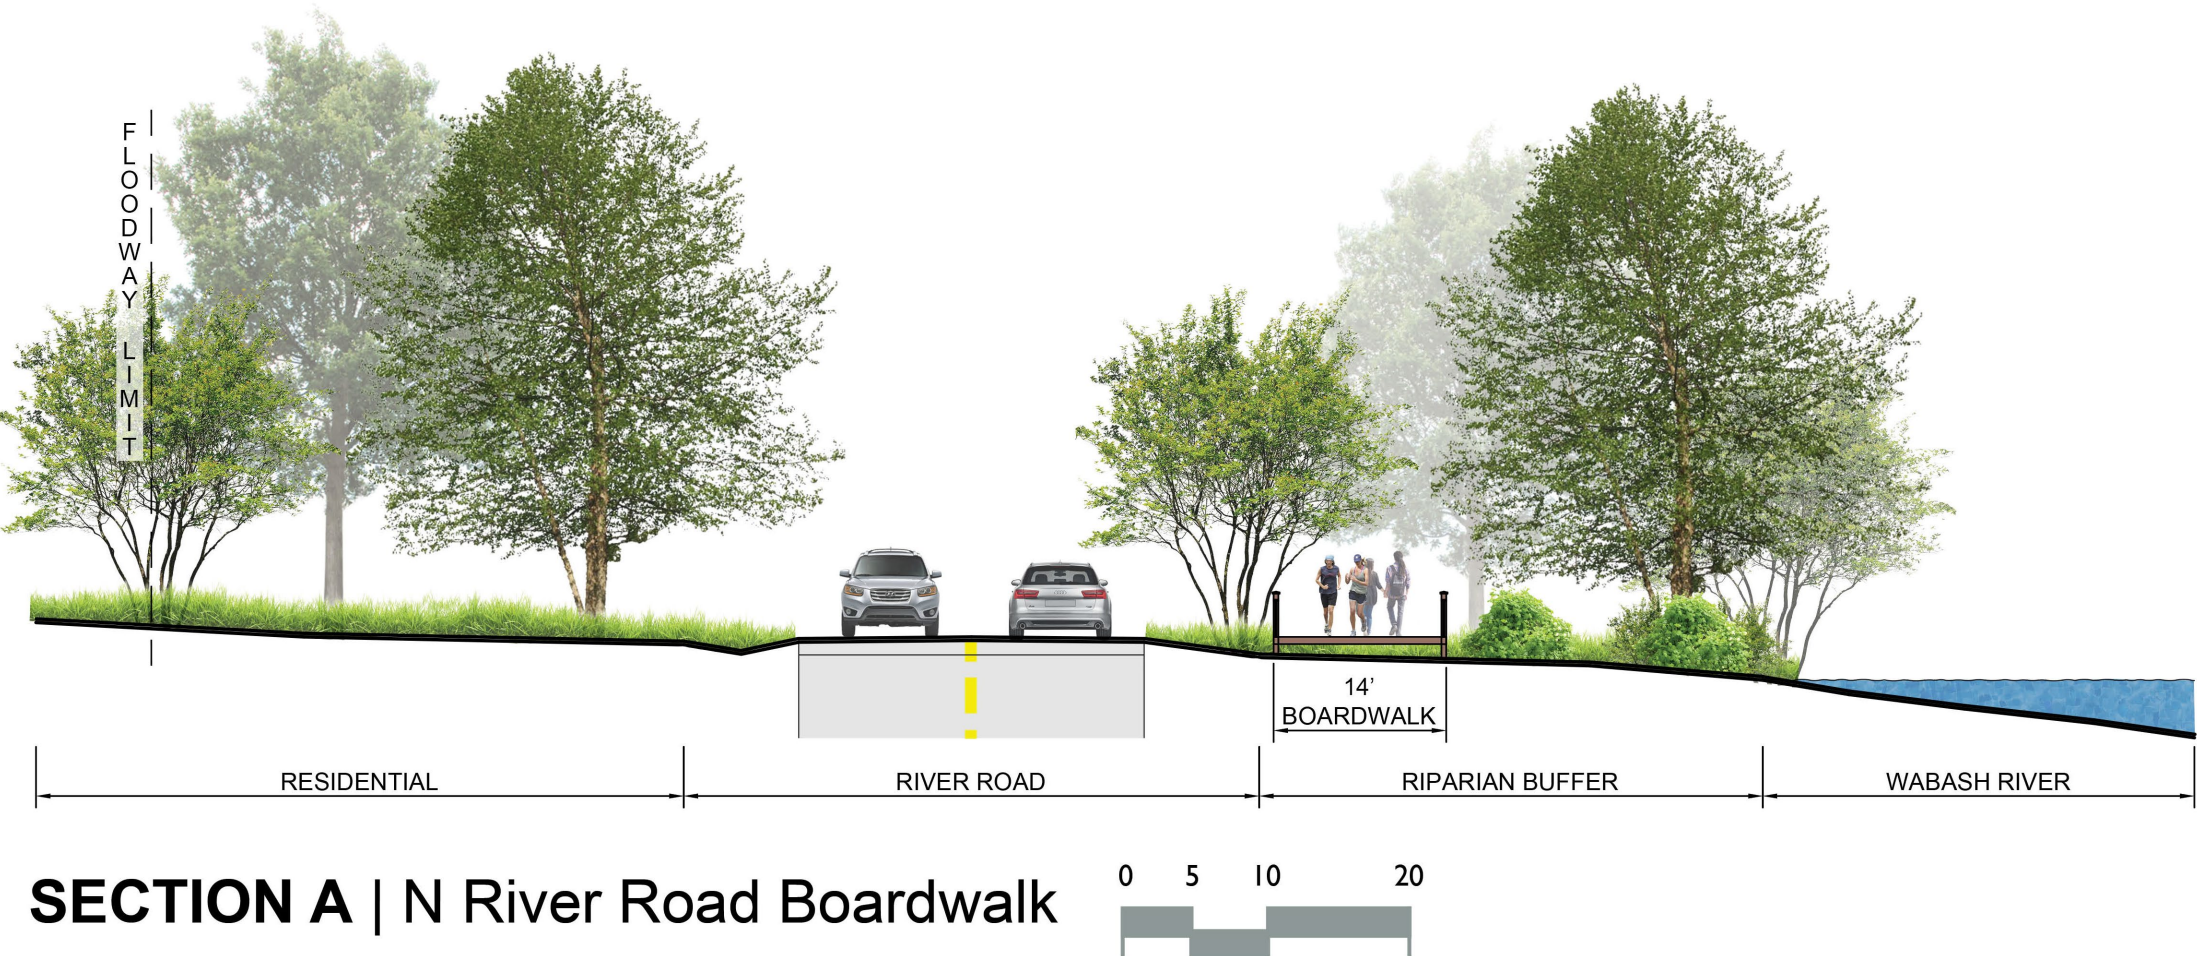 FLOODWAY LIMIT
14’
BOARDWALK
RESIDENTIAL
RIVER ROAD
RIPARIAN BUFFER
WABASH RIVER
SECTION A | N River Road Boardwalk
0 5 10 20